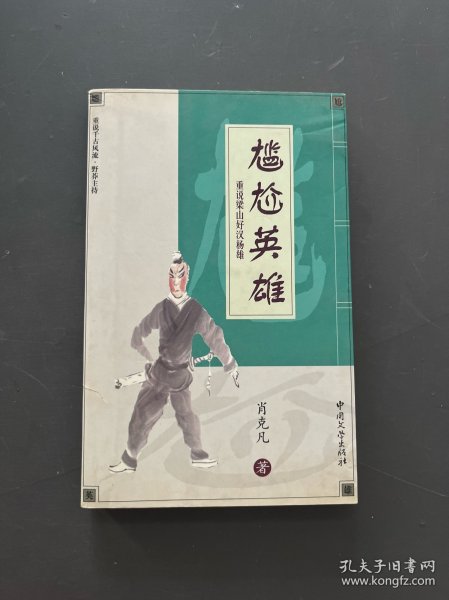 尴尬英雄
重说梁山好汉杨雄
重说千古风流·野莽主持
肖克凡
著
中国文学出版社
英
雄
孔夫子旧书网
www.kongfz.com